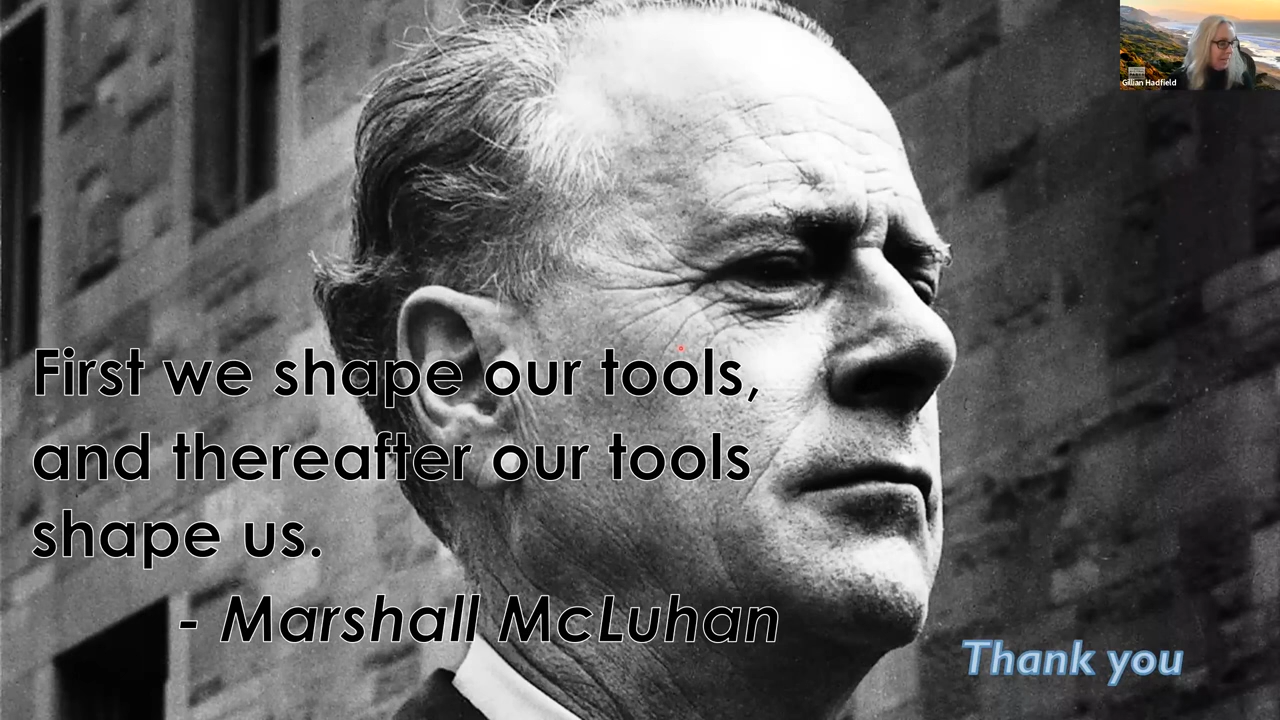 Gillian Hadfield
First we shape our tools,
and thereafter our tools
shape us.
- Marshall McLuhan
Thank you